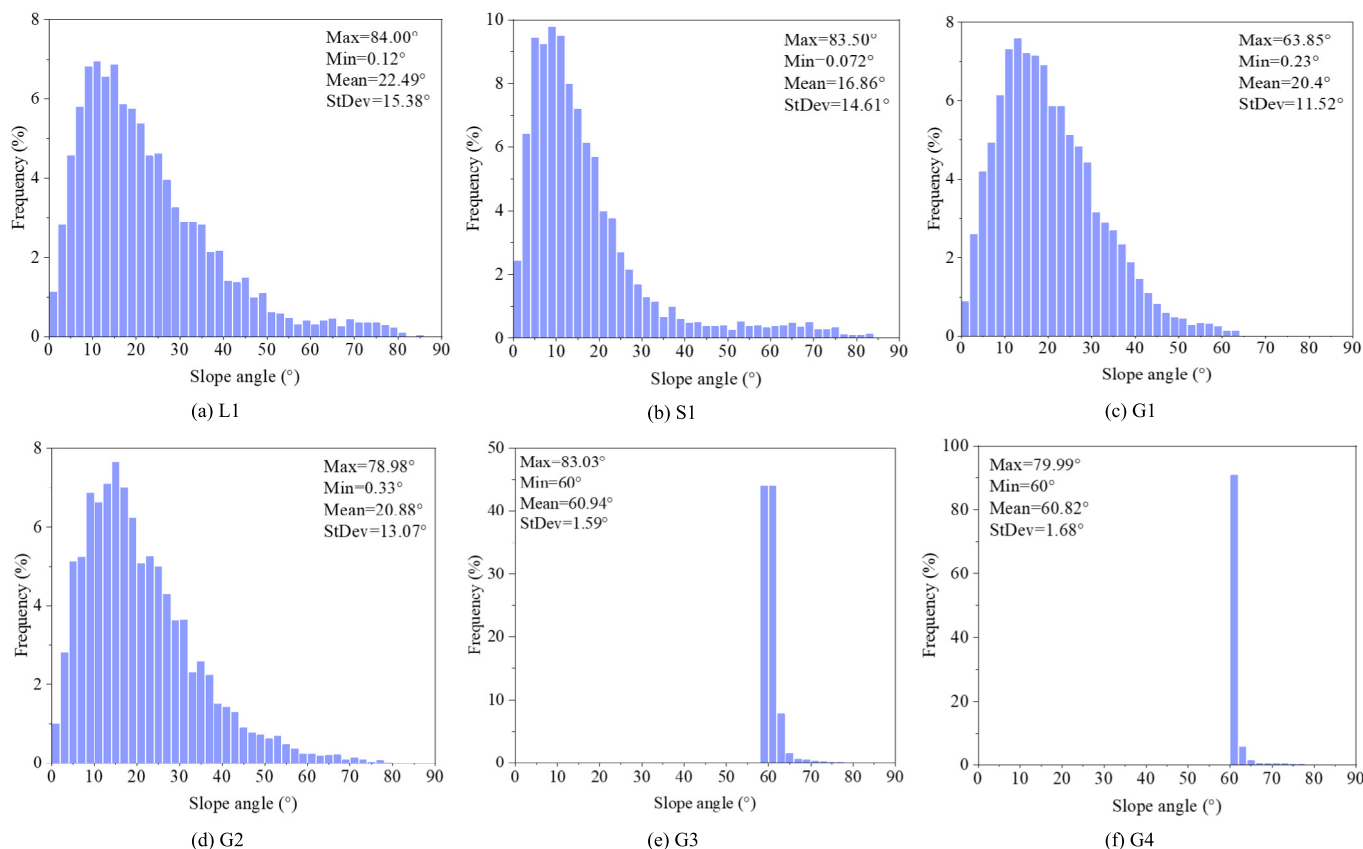 8
6
4
2
0
0 10 20 30 40 50 60 70 80 90
Frequency (%)
Slope angle (°)
Max=84.00°
Min=0.12°
Mean=22.49°
StDev=15.38°
(a) L1
10
8
6
4
2
0
0 10 20 30 40 50 60 70 80 90
Frequency (%)
Slope angle (°)
Max=83.50°
Min=0.072°
Mean=16.86°
StDev=14.61°
(b) S1
8
6
4
2
0
0 10 20 30 40 50 60 70 80 90
Frequency (%)
Slope angle (°)
Max=63.85°
Min=0.23°
Mean=20.4°
StDev=11.52°
(c) G1
8
6
4
2
0
0 10 20 30 40 50 60 70 80 90
Frequency (%)
Slope angle (°)
Max=78.98°
Min=0.33°
Mean=20.88°
StDev=13.07°
(d) G2
50
40
30
20
10
0
0 10 20 30 40 50 60 70 80 90
Frequency (%)
Slope angle (°)
Max=83.03°
Min=60°
Mean=60.94°
StDev=1.59°
(e) G3
100
80
60
40
20
0
0 10 20 30 40 50 60 70 80 90
Frequency (%)
Slope angle (°)
Max=79.99°
Min=60°
Mean=60.82°
StDev=1.68°
(f) G4